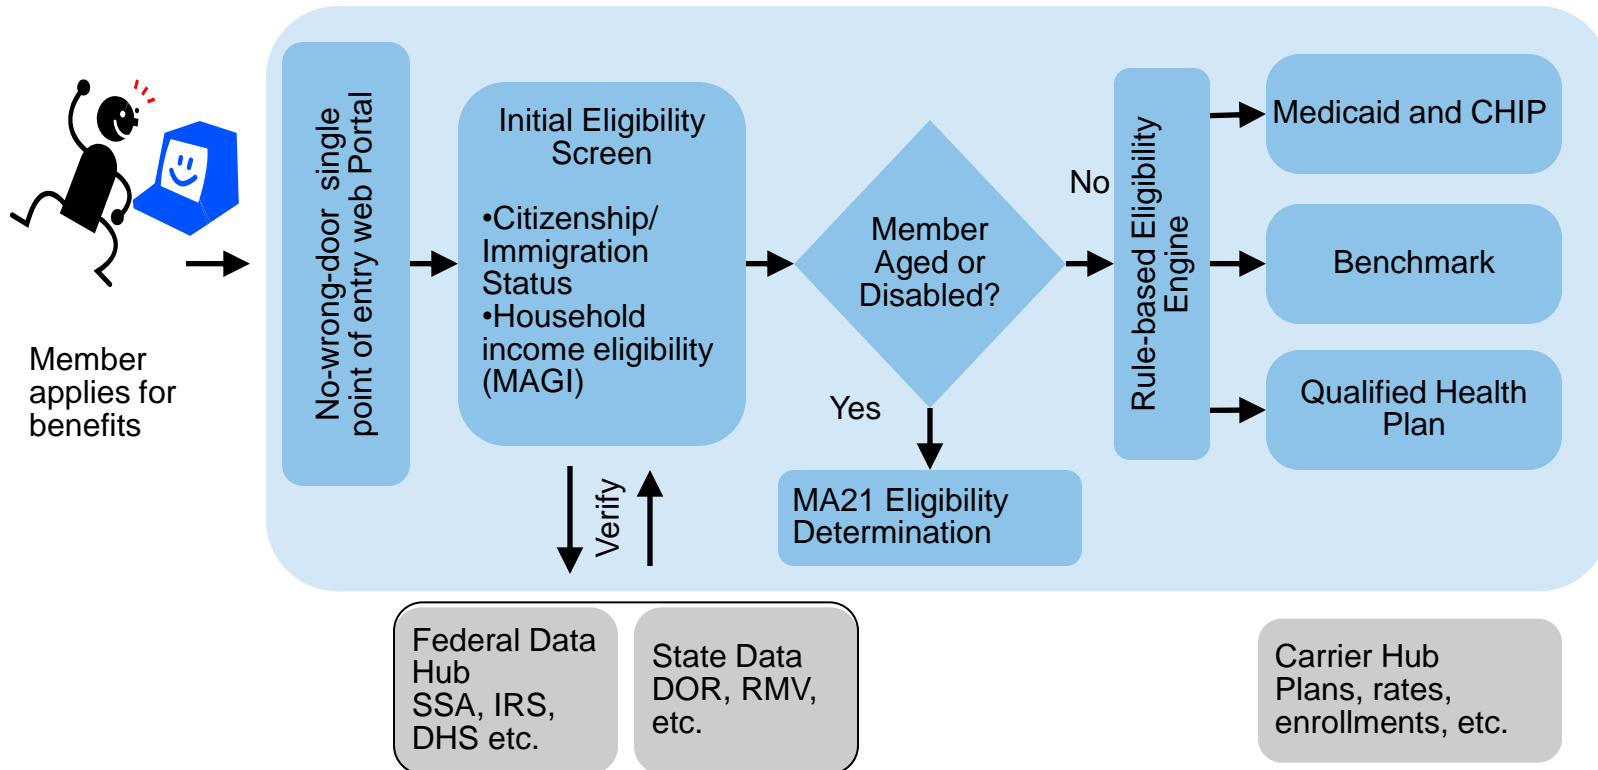 Member
applies for
benefits
No-wrong-door single
point of entry web Portal
Initial Eligibility
Screen
•Citizenship/
Immigration
Status
•Household
income eligibility
(MAGI)
Verify
Member
Aged or
Disabled?
No
Yes
MA21 Eligibility
Determination
Rule-based Eligibility
Engine
Medicaid and CHIP
Benchmark
Qualified Health
Plan
Federal Data
Hub
SSA, IRS,
DHS etc.
State Data
DOR, RMV,
etc.
Carrier Hub
Plans, rates,
enrollments, etc.